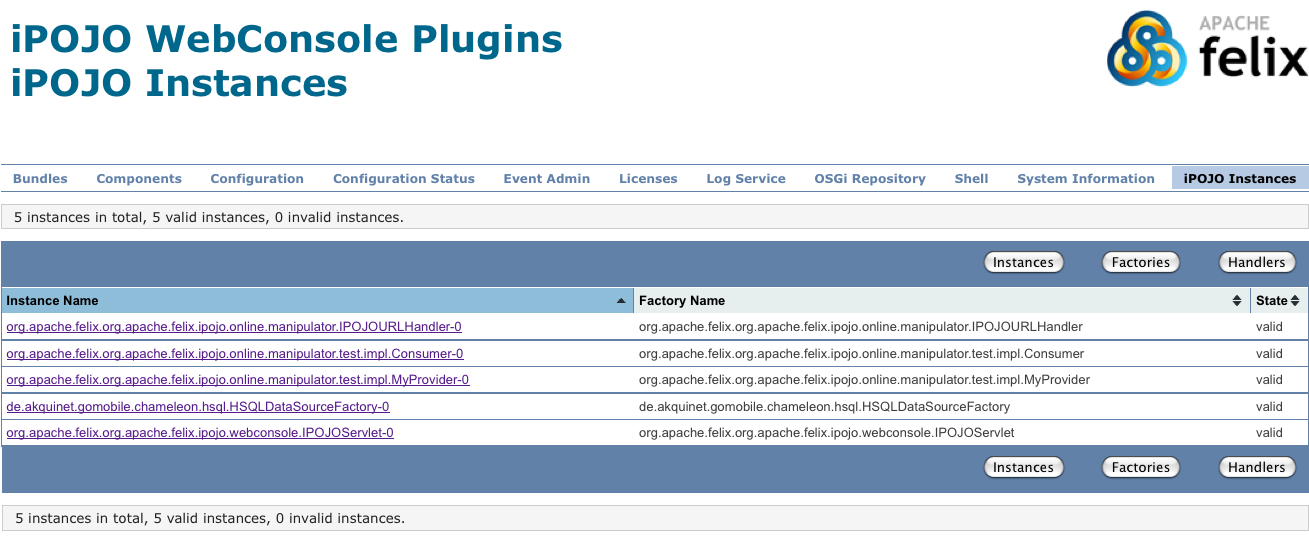 iPOJO WebConsole Plugins
iPOJO Instances
APACHE
felix
Bundles Components Configuration Configuration Status Event Admin Licenses Log Service OSGi Repository Shell System Information iPOJO Instances
5 instances in total, 5 valid instances, 0 invalid instances.
Instances Factories Handlers
Instance Name Factory Name State
org.apache.felix.org.apache.felix.ipojo.online.manipulator.IPOJOURLHandler-0 org.apache.felix.org.apache.felix.ipojo.online.manipulator.IPOJOURLHandler valid
org.apache.felix.org.apache.felix.ipojo.online.manipulator.test.impl.Consumer-0 org.apache.felix.org.apache.felix.ipojo.online.manipulator.test.impl.Consumer valid
org.apache.felix.org.apache.felix.ipojo.online.manipulator.test.impl.MyProvider-0 org.apache.felix.org.apache.felix.ipojo.online.manipulator.test.impl.MyProvider valid
de.akquinet.gomobile.chameleon.hsql.HSQLDataSourceFactory-0 de.akquinet.gomobile.chameleon.hsql.HSQLDataSourceFactory valid
org.apache.felix.org.apache.felix.ipojo.webconsole.IPOJOServlet-0 org.apache.felix.org.apache.felix.ipojo.webconsole.IPOJOServlet valid
Instances Factories Handlers
5 instances in total, 5 valid instances, 0 invalid instances.